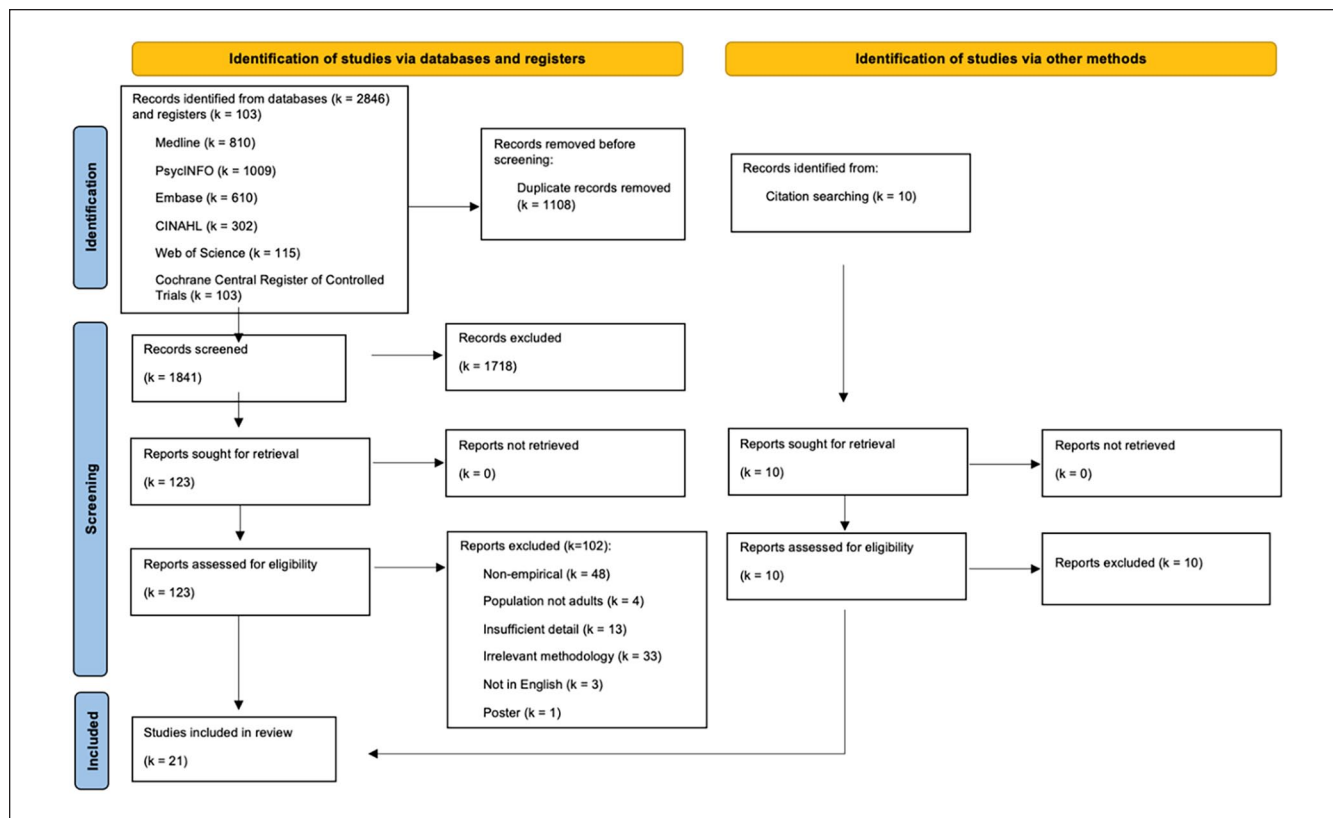 Identification of studies via databases and registers
Identification of studies via other methods
Identification
Records identified from databases (k = 2846)
and registers (k = 103)
Medline (k = 810)
PsycINFO (k = 1009)
Embase (k = 610)
CINAHL (k = 302)
Web of Science (k = 115)
Cochrane Central Register of Controlled
Trials (k = 103)
Records removed before
screening:
Duplicate records removed
(k = 1108)
Records identified from:
Citation searching (k = 10)
Screening
Records screened
(k = 1841)
Records excluded
(k = 1718)
Reports sought for retrieval
(k = 123)
Reports not retrieved
(k = 0)
Reports sought for retrieval
(k = 10)
Reports not retrieved
(k = 0)
Reports assessed for eligibility
(k = 123)
Reports excluded (k=102):
Non-empirical (k = 48)
Population not adults (k = 4)
Insufficient detail (k = 13)
Irrelevant methodology (k = 33)
Not in English (k = 3)
Poster (k = 1)
Reports assessed for eligibility
(k = 10)
Reports excluded (k = 10)
Included
Studies included in review
(k = 21)